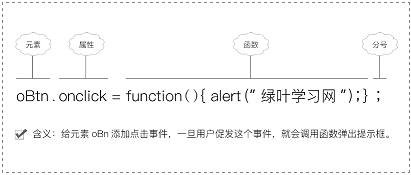 元素 属性 函数 分号
oBtn . onclick = function(){ alert(" 绿叶学习网 ");} ;
含义：给元素 oBn 添加点击事件，一旦用户促发这个事件，就会调用函数弹出提示框。